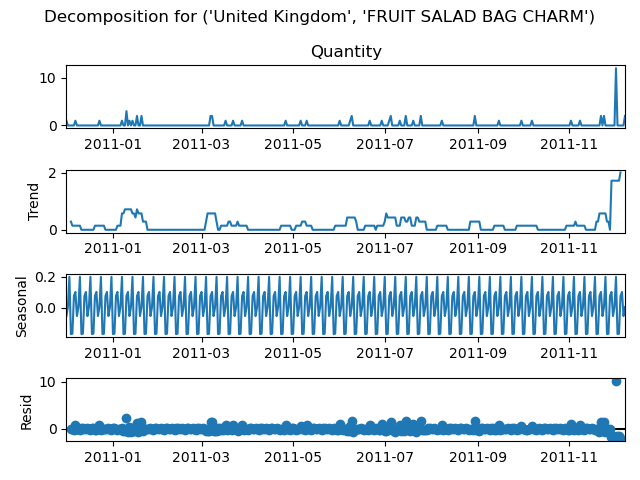 Decomposition for ('United Kingdom', 'FRUIT SALAD BAG CHARM')
Quantity
10
0
2011-01 2011-03 2011-05 2011-07 2011-09 2011-11
Trend
2
0
2011-01 2011-03 2011-05 2011-07 2011-09 2011-11
Seasonal
0.2
0.0
2011-01 2011-03 2011-05 2011-07 2011-09 2011-11
Resid
10
0
2011-01 2011-03 2011-05 2011-07 2011-09 2011-11